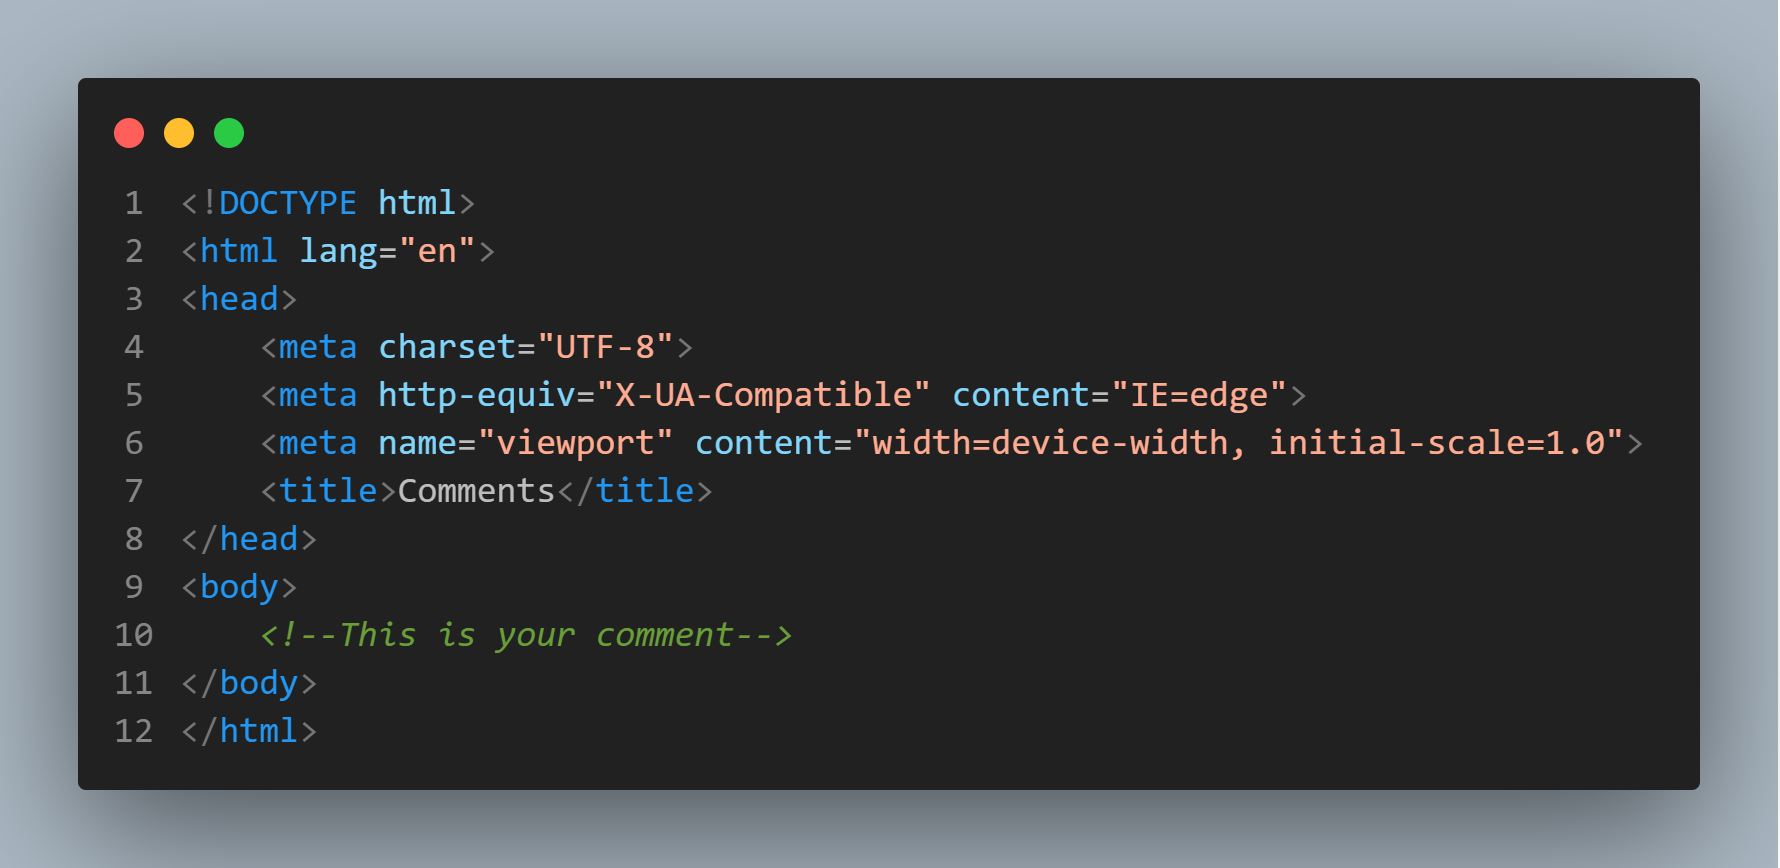 1 <!DOCTYPE html>
2 <html lang="en">
3 <head>
4     <meta charset="UTF-8">
5     <meta http-equiv="X-UA-Compatible" content="IE=edge">
6     <meta name="viewport" content="width=device-width, initial-scale=1.0">
7     <title>Comments</title>
8 </head>
9 <body>
10     <!--This is your comment-->
11 </body>
12 </html>